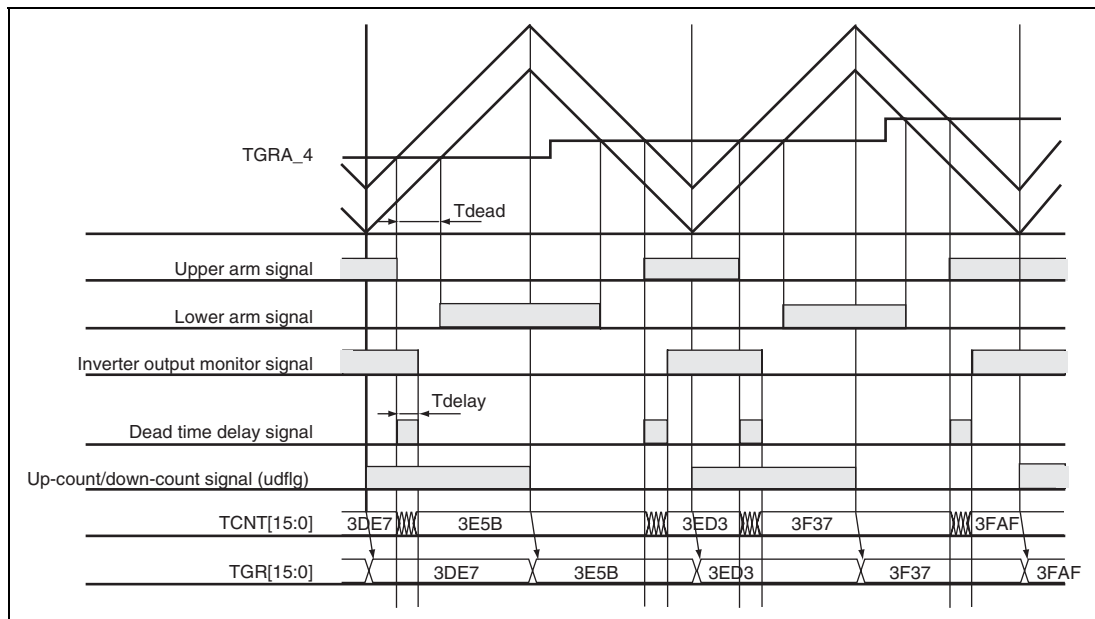 TGRA_4
Tdead
Upper arm signal
Lower arm signal
Inverter output monitor signal
Tdelay
Dead time delay signal
Up-count/down-count signal (udflg)
TCNT[15:0] 3DE7 3E5B 3ED3 3F37 3FAF
TGR[15:0] 3DE7 3E5B 3ED3 3F37 3FAF